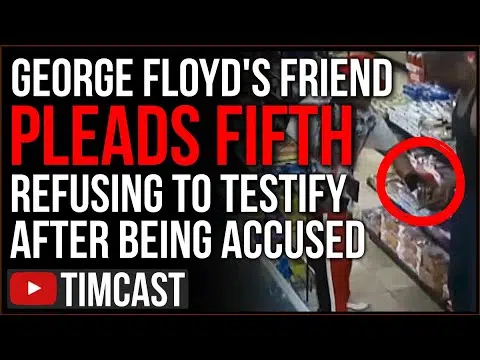 GEORGE FLOYD'S FRIEND
PLEADS FIFTH
REFUSING TO TESTIFY
AFTER BEING ACCUSED
TIMCAST